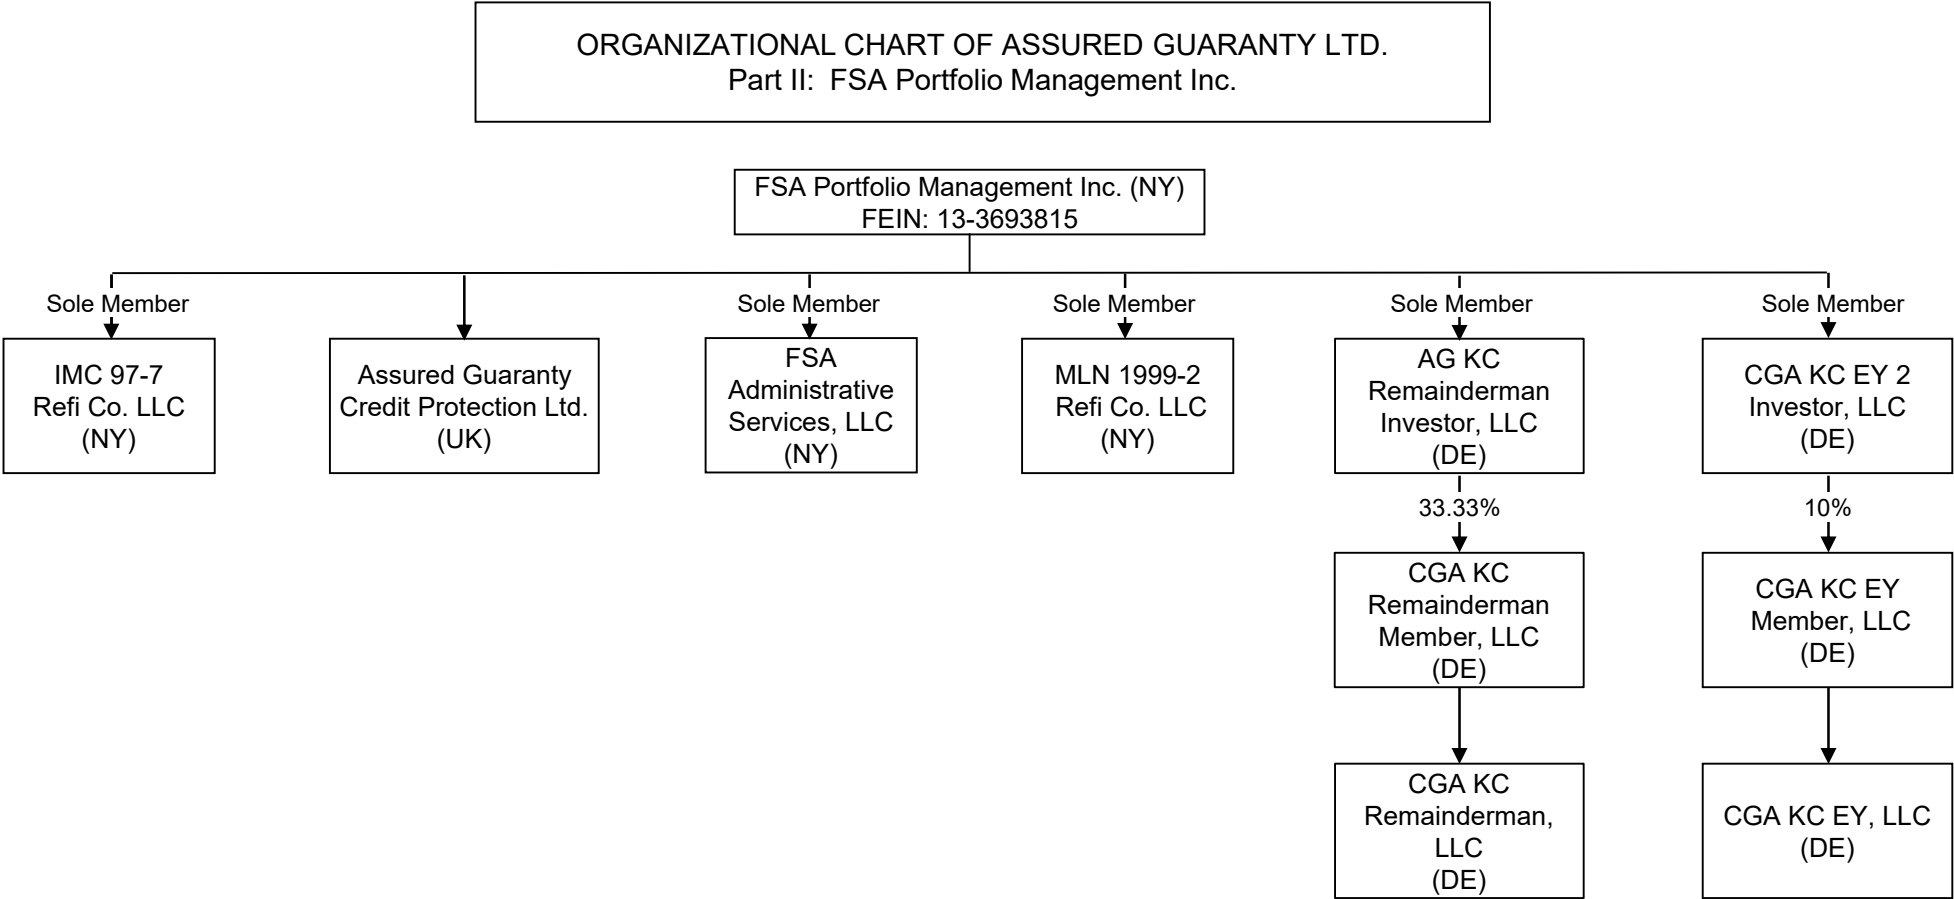 ORGANIZATIONAL CHART OF ASSURED GUARANTY LTD.
Part II:  FSA Portfolio Management Inc.
FSA Portfolio Management Inc. (NY)
FEIN: 13-3693815
Sole Member
Sole Member
Sole Member
Sole Member
Sole Member
IMC 97-7
Refi Co. LLC
(NY)
Assured Guaranty
Credit Protection Ltd.
(UK)
FSA
Administrative
Services, LLC
(NY)
MLN 1999-2
Refi Co. LLC
(NY)
AG KC
Remainderman
Investor, LLC
(DE)
CGA KC EY 2
Investor, LLC
(DE)
33.33%
10%
CGA KC
Remainderman
Member, LLC
(DE)
CGA KC EY
Member, LLC
(DE)
CGA KC
Remainderman,
LLC
(DE)
CGA KC EY, LLC
(DE)